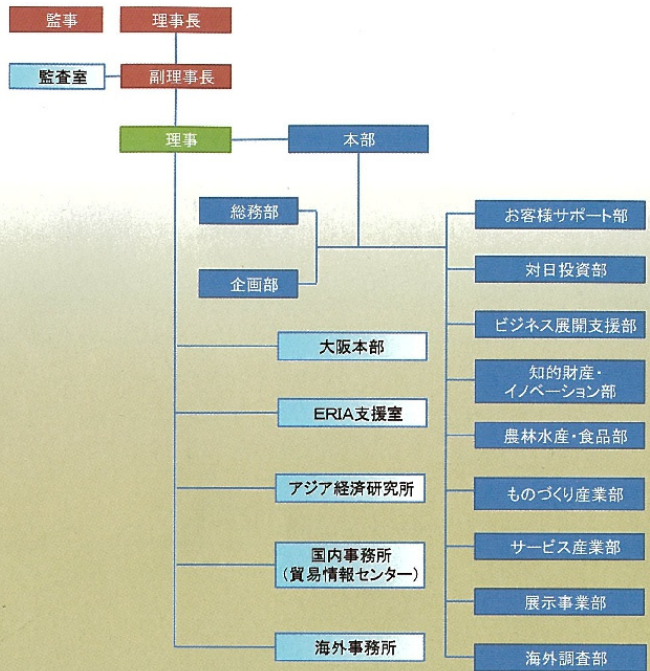 監事
理事長
監査室
副理事長
理事
本部
総務部
企画部
お客様サポート部
対日投資部
ビジネス展開支援部
知的財産・
イノベーション部
農林水産・食品部
ものづくり産業部
サービス産業部
展示事業部
海外調査部
大阪本部
ERIA支援室
アジア経済研究所
国内事務所
(貿易情報センター)
海外事務所